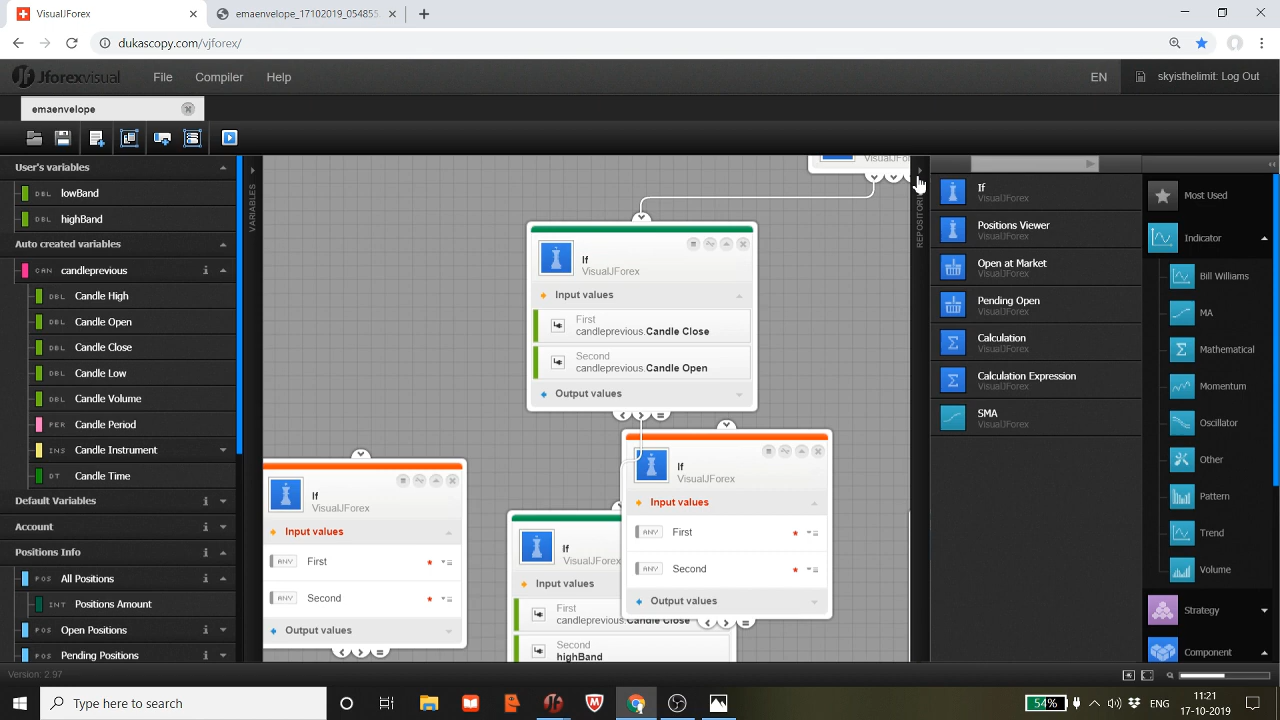 VisualJForex
emaenvelope_17102019_054855.
dukascopy.com/vjforex/
Jforexvisual
File
Compiler
Help
EN
skyisthelimit: Log Out
emaenvelope
User's variables
DBL lowBand
DBL highBand
Auto created variables
CAN candleprevious
DBL Candle High
DBL Candle Open
DBL Candle Close
DBL Candle Low
DBL Candle Volume
PER Candle Period
INS Candle Instrument
DT Candle Time
Default Variables
Account
Positions Info
POS All Positions
INT Positions Amount
POS Open Positions
POS Pending Positions
VARIABLES
VisualJFor
If
VisualJForex
Input values
First
candleprevious.Candle Close
Second
candleprevious.Candle Open
Output values
If
VisualJForex
Input values
ANY First *
ANY Second *
Output values
If
VisualJForex
Input values
First
candleprevious.Candle Close
Second
highBand
If
VisualJForex
Input values
ANY First *
ANY Second *
Output values
REPOSITORI
If
VisualJForex
Positions Viewer
VisualJForex
Open at Market
VisualJForex
Pending Open
VisualJForex
Calculation
VisualJForex
Calculation Expression
VisualJForex
SMA
VisualJForex
Most Used
Indicator
Bill Williams
MA
Mathematical
Momentum
Oscillator
Other
Pattern
Trend
Volume
Strategy
Component
Version: 2.97
Type here to search
54%
ENG
11:21
17-10-2019